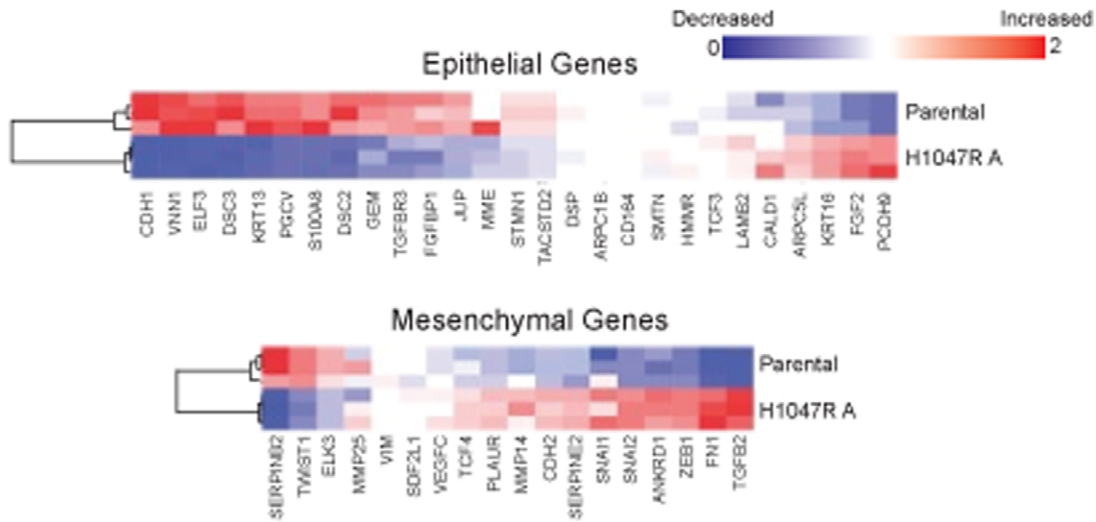 Decreased Increased
0 2
Epithelial Genes
Parental
H1047R A
CDH1 VNN1 ELF3 DSC3 KRT13 PGCV S100A8 DSC2 GEM TGFBR3 FGFBP1 JUP MME STMN1 TACSTD2 DSP ARPC1B CD164 SMTN HMMR TCF3 LAMB2 CALD1 ARPC5L KRT16 FGF2 PCDH9
Mesenchymal Genes
Parental
H1047R A
SERPINB2 TWIST1 ELK3 MMP25 VIM SDF2L1 VEGFC TCF4 PLAUR MMP14 CDH2 SERPINE2 SNAI1 SNAI2 ANKRD1 ZEB1 FN1 TGFB2